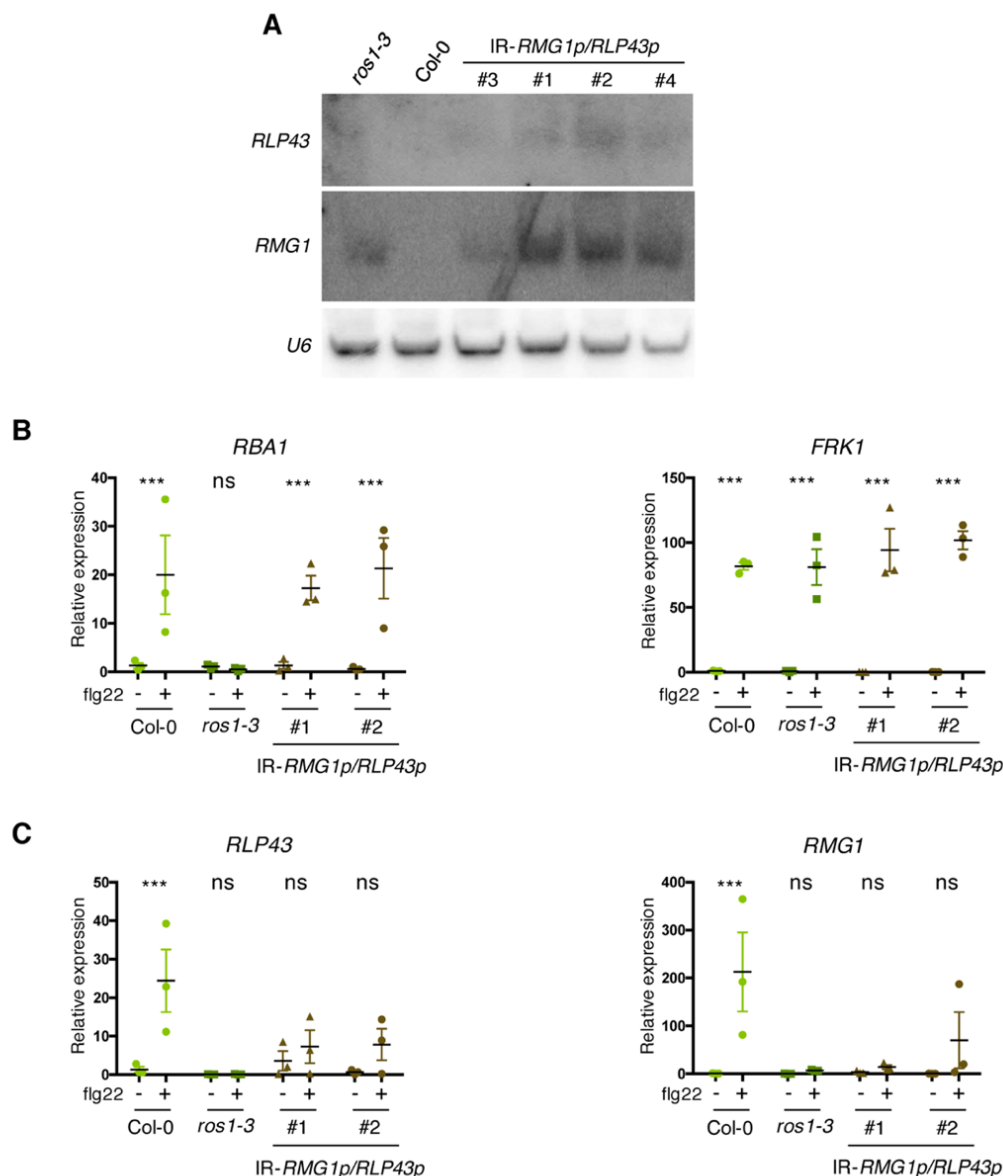 A
ros1-3 Col-0 IR-RMG1p/RLP43p
#3 #1 #2 #4
RLP43
RMG1
U6
B
RBA1
Relative expression
40
30
20
10
0
*** ns *** ***
flg22 - + - + - + - +
Col-0 ros1-3 #1 #2
IR-RMG1p/RLP43p
FRK1
Relative expression
150
100
50
0
*** *** *** ***
flg22 - + - + - + - +
Col-0 ros1-3 #1 #2
IR-RMG1p/RLP43p
C
RLP43
Relative expression
50
40
30
20
10
0
*** ns ns ns
flg22 - + - + - + - +
Col-0 ros1-3 #1 #2
IR-RMG1p/RLP43p
RMG1
Relative expression
400
300
200
100
0
*** ns ns ns
flg22 - + - + - + - +
Col-0 ros1-3 #1 #2
IR-RMG1p/RLP43p